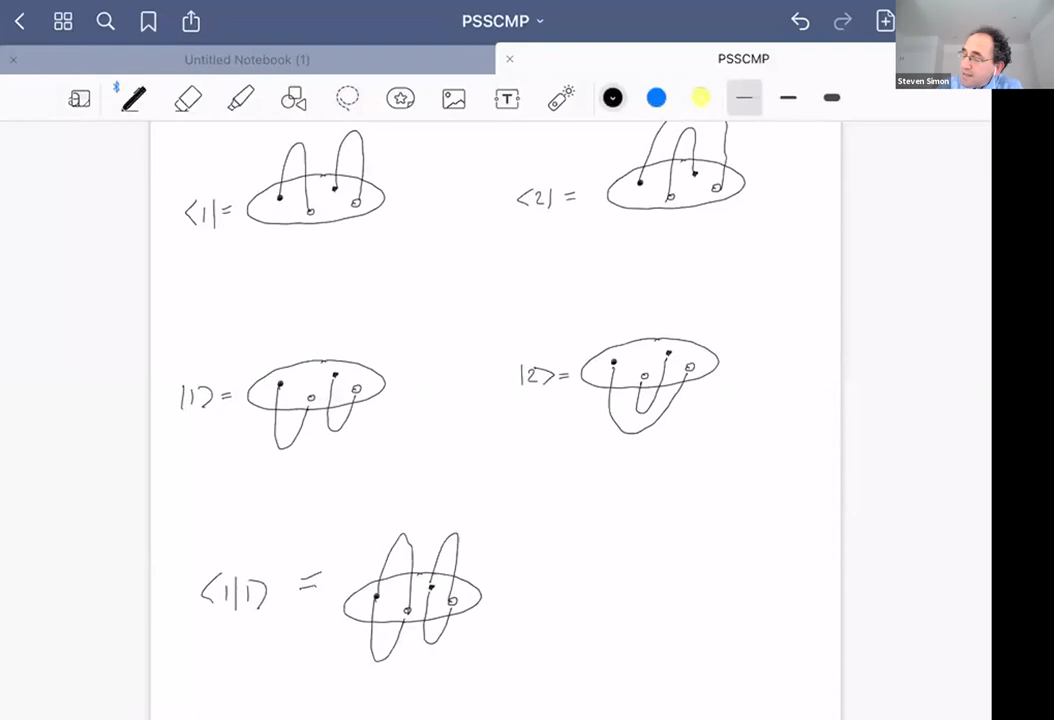 PSSCMP
Untitled Notebook (1)
PSSCMP
Steven Simon
T
⟨1| =
⟨2| =
|1⟩ =
|2⟩ =
⟨1|1⟩ =